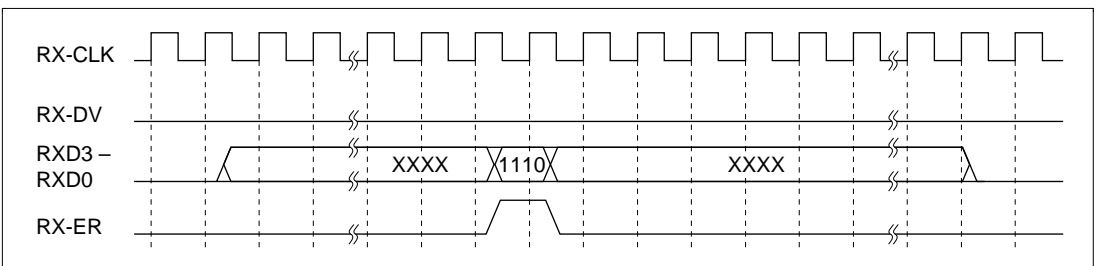 RX-CLK
RX-DV
RXD3 –
RXD0
XXXX 1110 XXXX
RX-ER